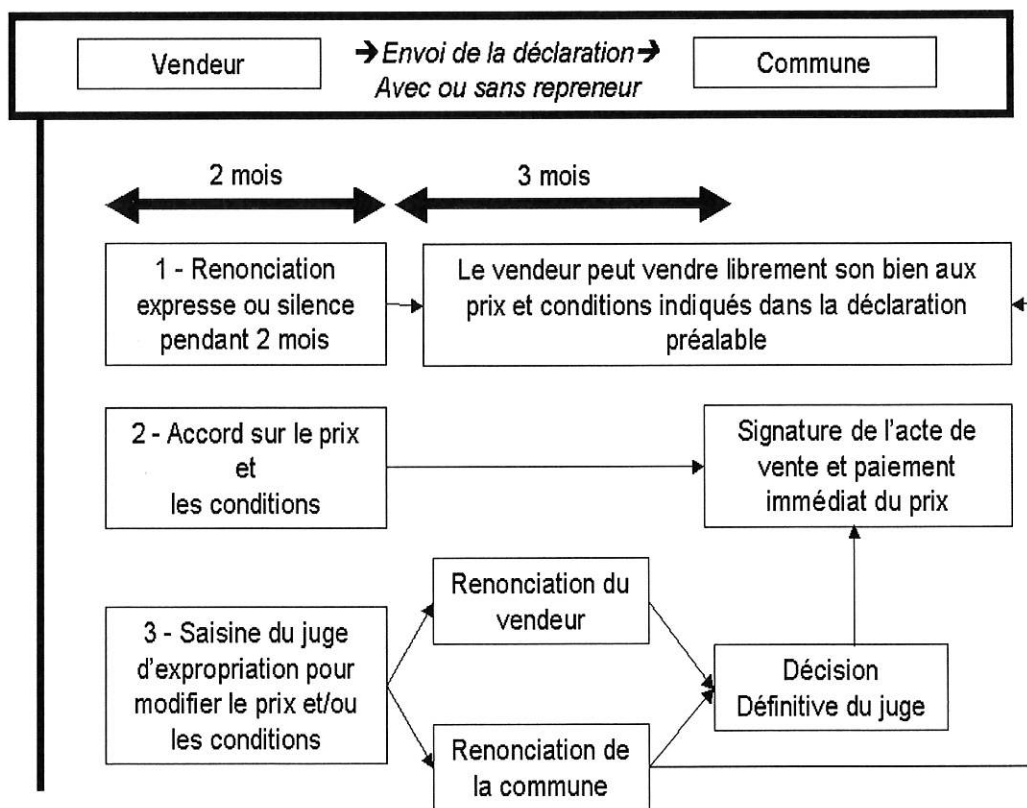 Vendeur
➔Envoi de la déclaration➔
Avec ou sans repreneur
Commune
2 mois
3 mois
1 - Renonciation
expresse ou silence
pendant 2 mois
Le vendeur peut vendre librement son bien aux
prix et conditions indiqués dans la déclaration
préalable
2 - Accord sur le prix
et
les conditions
Signature de l'acte de
vente et paiement
immédiat du prix
3 - Saisine du juge
d'expropriation pour
modifier le prix et/ou
les conditions
Renonciation du
vendeur
Renonciation de
la commune
Décision
Définitive du juge